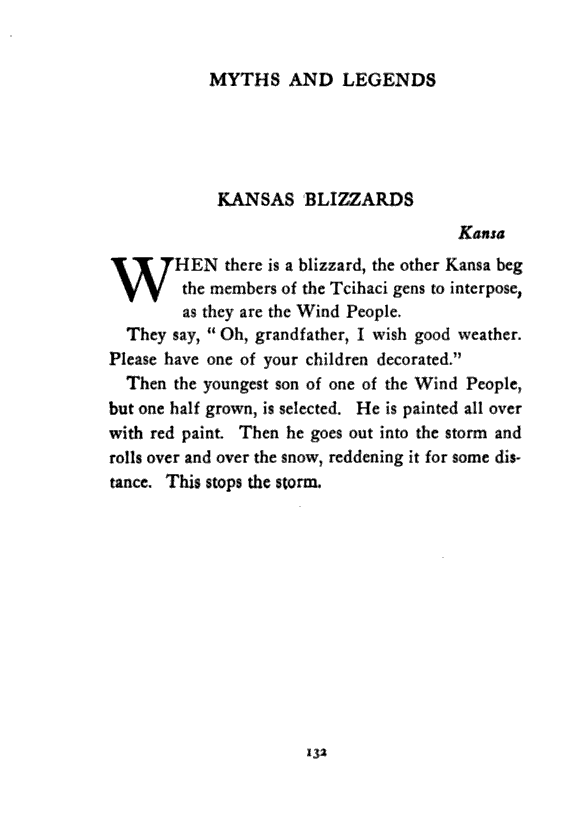 MYTHS AND LEGENDS
KANSAS BLIZZARDS
Kansa
WHEN there is a blizzard, the other Kansa beg
the members of the Tcihaci gens to interpose,
as they are the Wind People.
They say, “ Oh, grandfather, I wish good weather.
Please have one of your children decorated.”
Then the youngest son of one of the Wind People,
but one half grown, is selected. He is painted all over
with red paint. Then he goes out into the storm and
rolls over and over the snow, reddening it for some dis-
tance. This stops the storm.
132